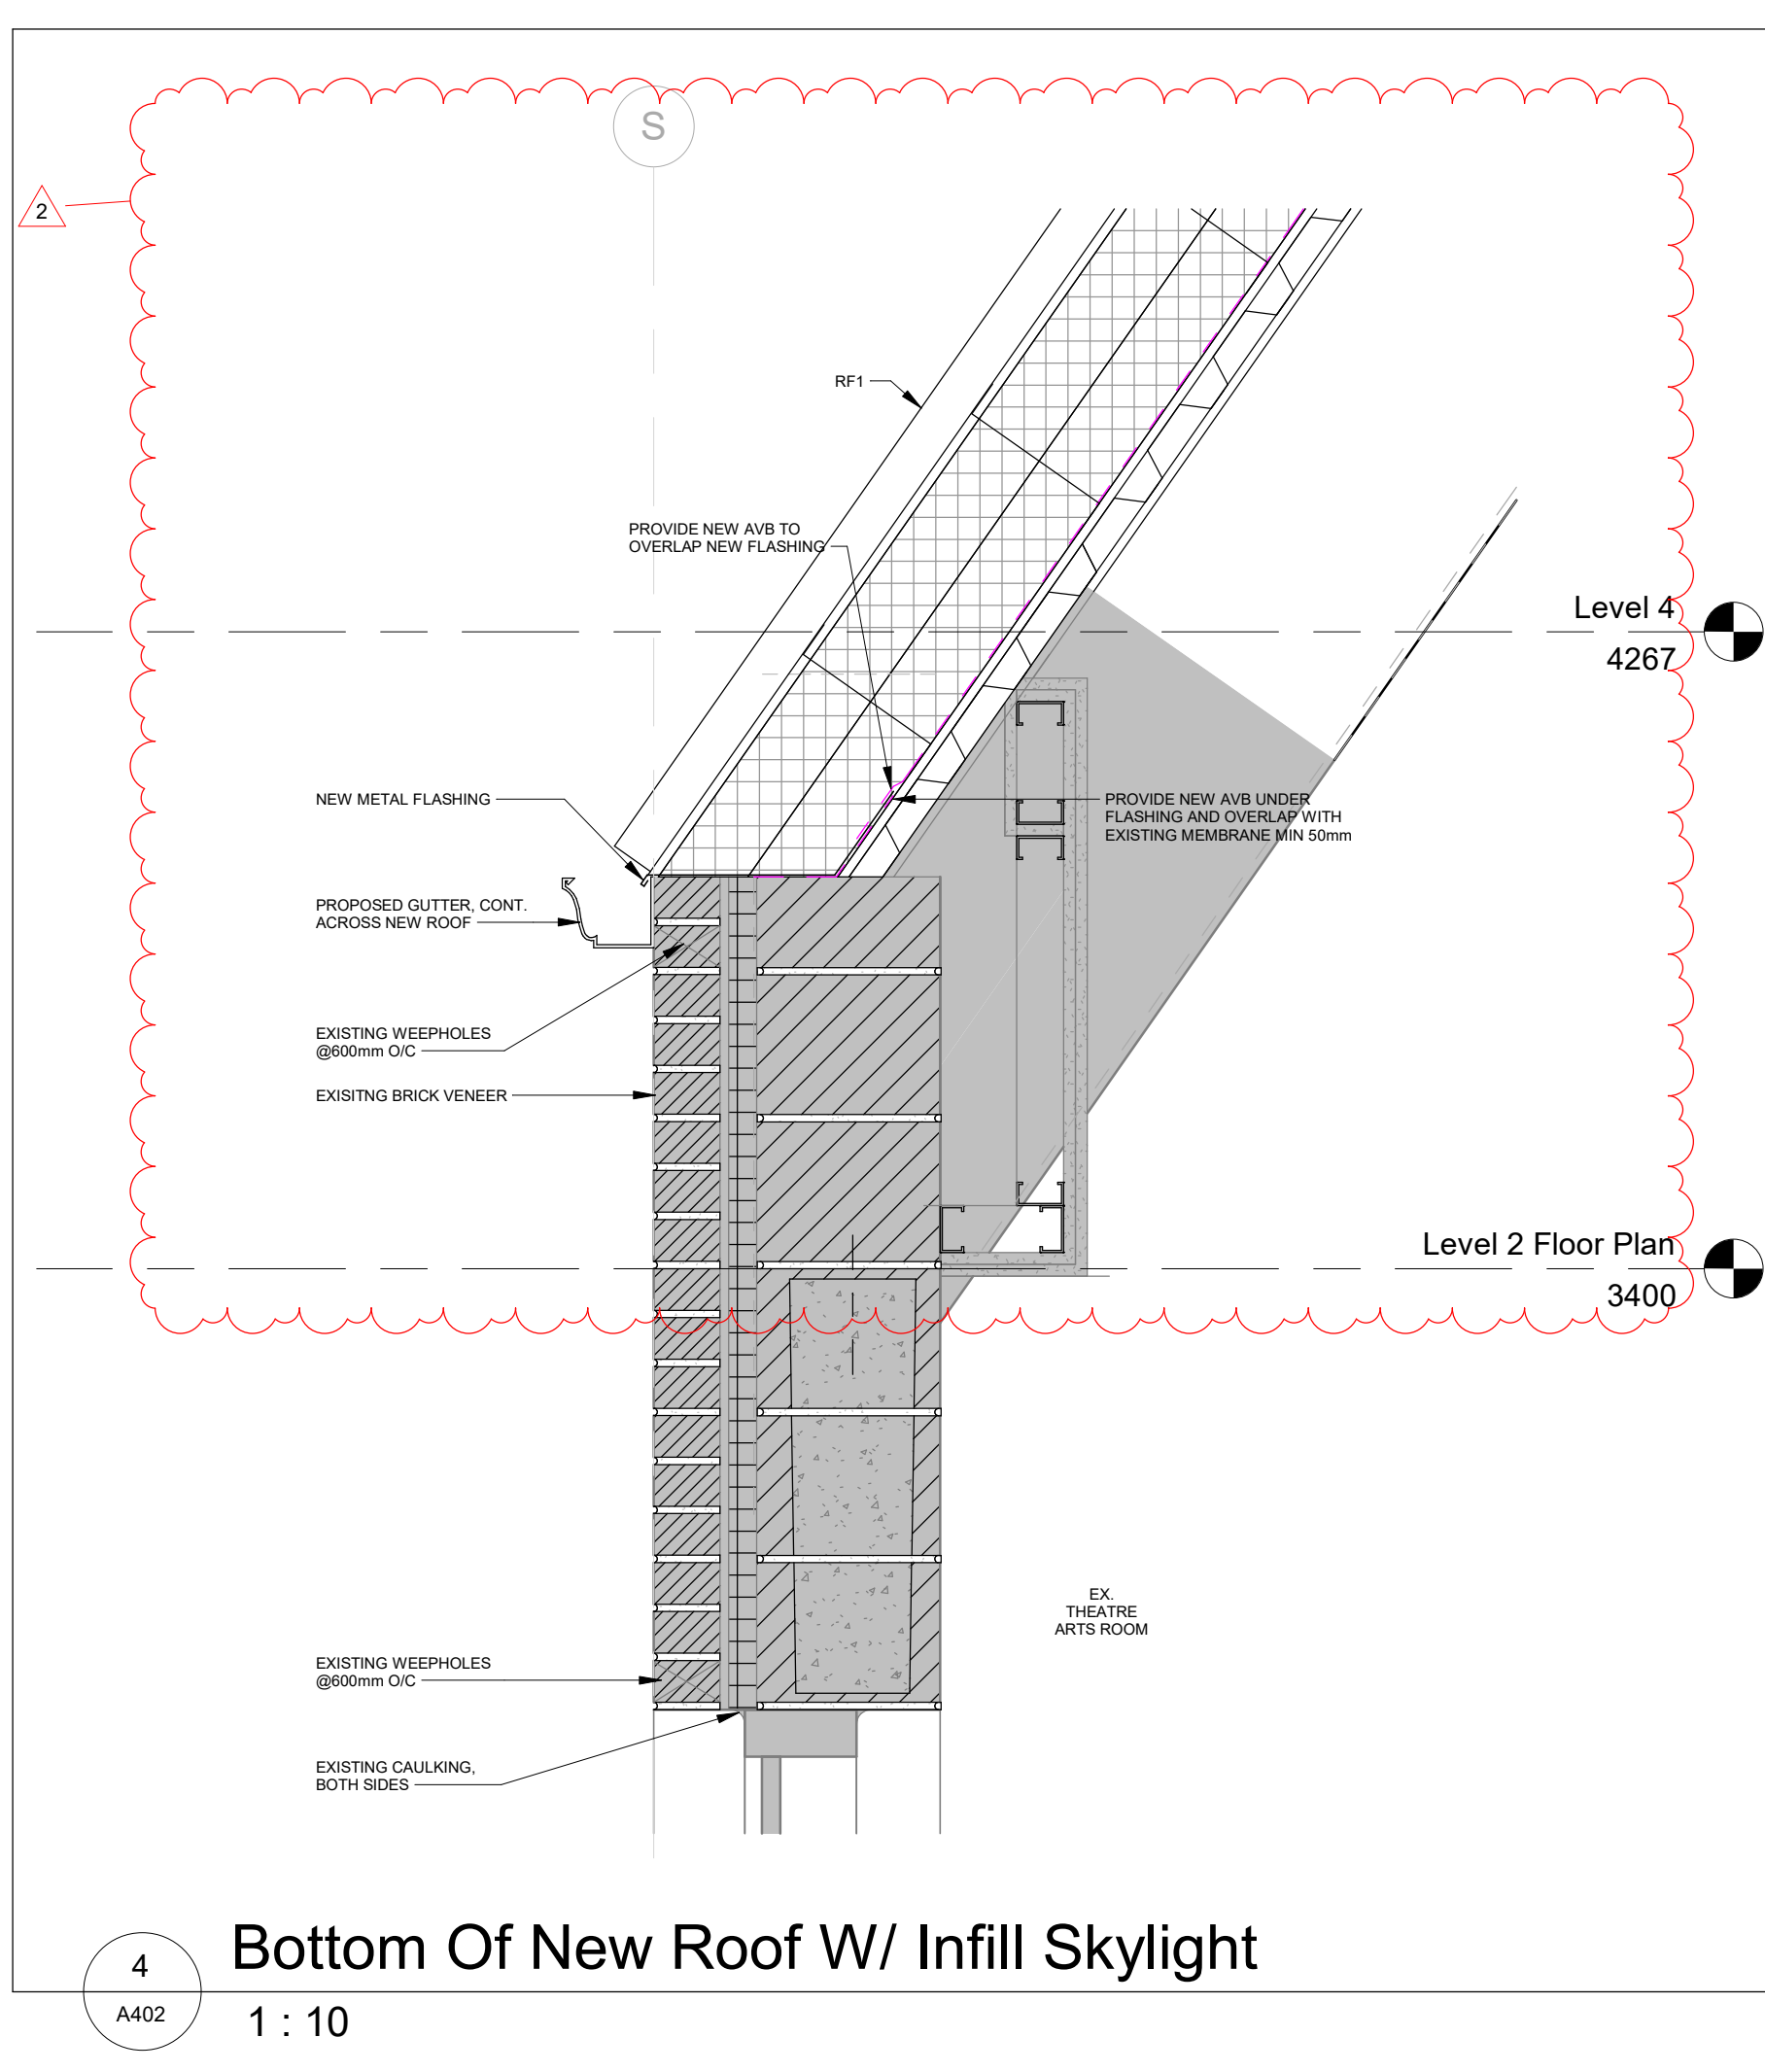 S
2
RF1
PROVIDE NEW AVB TO
OVERLAP NEW FLASHING
Level 4
4267
NEW METAL FLASHING
PROVIDE NEW AVB UNDER
FLASHING AND OVERLAP WITH
EXISTING MEMBRANE MIN 50mm
PROPOSED GUTTER, CONT.
ACROSS NEW ROOF
EXISTING WEEPHOLES
@600mm O/C
EXISITNG BRICK VENEER
Level 2 Floor Plan
3400
EX.
THEATRE
ARTS ROOM
EXISTING WEEPHOLES
@600mm O/C
EXISTING CAULKING,
BOTH SIDES
4
A402
Bottom Of New Roof W/ Infill Skylight
1 : 10